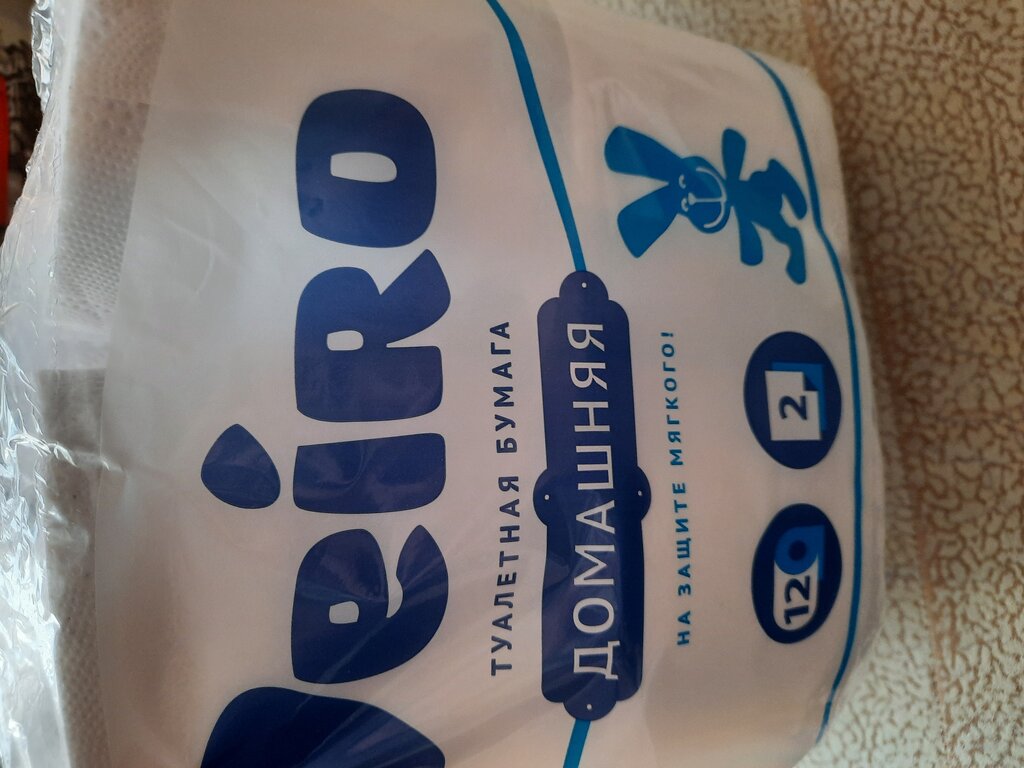 Veiro
ТУАЛЕТНАЯ БУМАГА
ДОМАШНЯЯ
НА ЗАЩИТЕ МЯГКОГО!
12
2